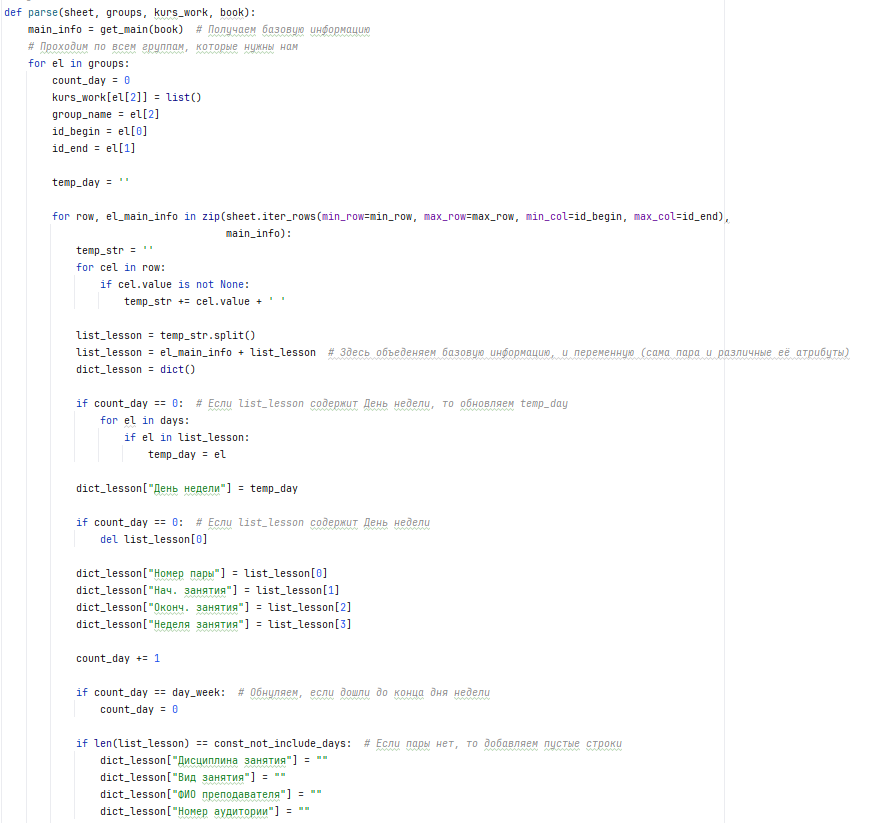 def parse(sheet, groups, kurs_work, book):
    main_info = get_main(book)  # Получаем базовую информацию
    # Проходим по всем группам, которые нужны нам
    for el in groups:
        count_day = 0
        kurs_work[el[2]] = list()
        group_name = el[2]
        id_begin = el[0]
        id_end = el[1]

        temp_day = ''

        for row, el_main_info in zip(sheet.iter_rows(min_row=min_row, max_row=max_row, min_col=id_begin, max_col=id_end),
                                     main_info):
            temp_str = ''
            for cel in row:
                if cel.value is not None:
                    temp_str += cel.value + ' '

            list_lesson = temp_str.split()
            list_lesson = el_main_info + list_lesson  # Здесь объеденяем базовую информацию, и переменную (сама пара и различные её атрибуты)
            dict_lesson = dict()

            if count_day == 0:  # Если list_lesson содержит День недели, то обновляем temp_day
                for el in days:
                    if el in list_lesson:
                        temp_day = el

            dict_lesson["День недели"] = temp_day

            if count_day == 0:  # Если list_lesson содержит День недели
                del list_lesson[0]

            dict_lesson["Номер пары"] = list_lesson[0]
            dict_lesson["Нач. занятия"] = list_lesson[1]
            dict_lesson["Оконч. занятия"] = list_lesson[2]
            dict_lesson["Неделя занятия"] = list_lesson[3]

            count_day += 1

            if count_day == day_week:  # Обнуляем, если дошли до конца дня недели
                count_day = 0

            if len(list_lesson) == const_not_include_days:  # Если пары нет, то добавляем пустые строки
                dict_lesson["Дисциплина занятия"] = ""
                dict_lesson["Вид занятия"] = ""
                dict_lesson["ФИО преподавателя"] = ""
                dict_lesson["Номер аудитории"] = ""